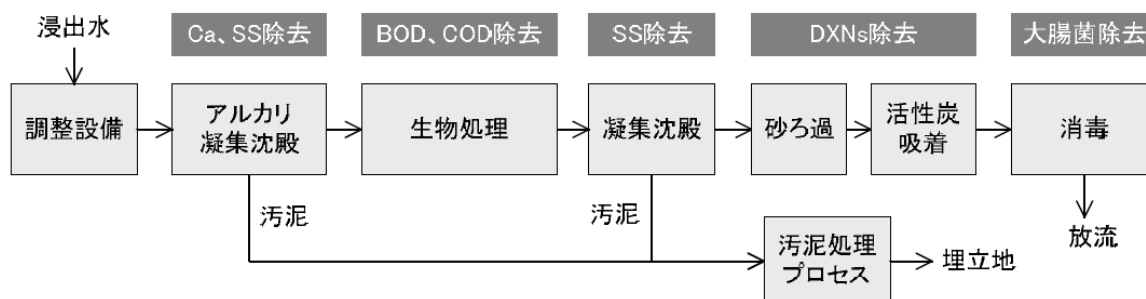 浸出水
Ca、SS除去
BOD、COD除去
SS除去
DXNs除去
大腸菌除去
調整設備
アルカリ
凝集沈殿
生物処理
凝集沈殿
砂ろ過
活性炭
吸着
消毒
汚泥
汚泥
放流
汚泥処理
プロセス
埋立地